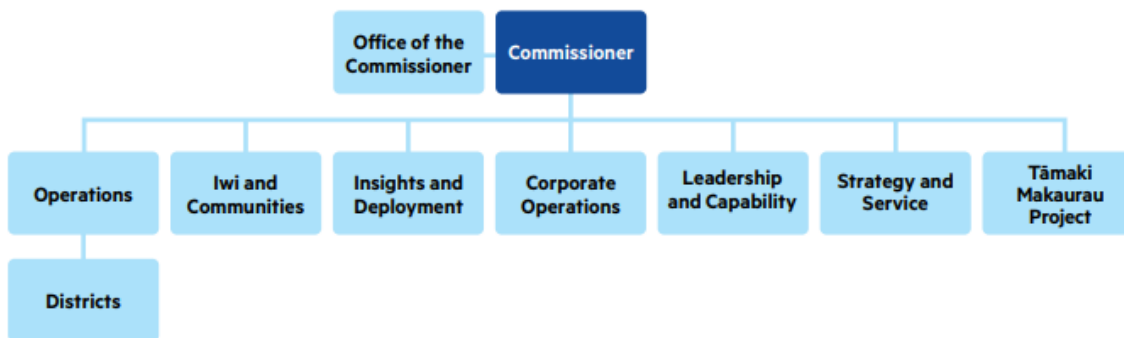 Office of the
Commissioner
Commissioner
Operations
Iwi and
Communities
Insights and
Deployment
Corporate
Operations
Leadership
and Capability
Strategy and
Service
Tāmaki
Makaurau
Project
Districts